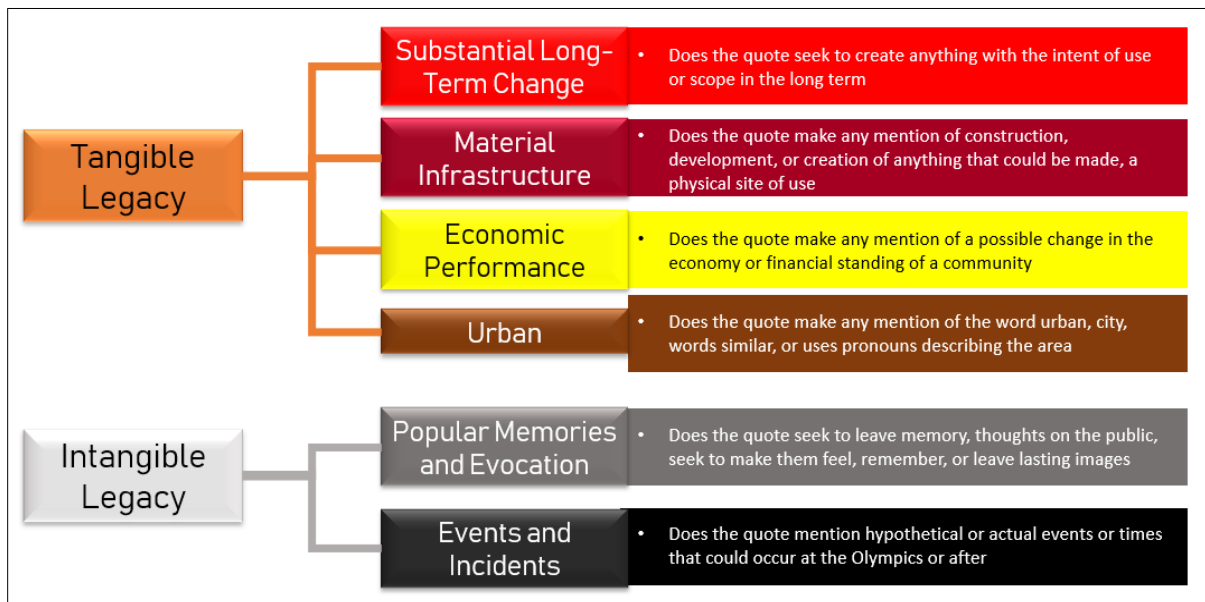 Tangible
Legacy
Substantial Long-
Term Change
• Does the quote seek to create anything with the intent of use
or scope in the long term
Material
Infrastructure
• Does the quote make any mention of construction,
development, or creation of anything that could be made, a
physical site of use
Economic
Performance
• Does the quote make any mention of a possible change in the
economy or financial standing of a community
Urban
• Does the quote make any mention of the word urban, city,
words similar, or uses pronouns describing the area
Intangible
Legacy
Popular Memories
and Evocation
• Does the quote seek to leave memory, thoughts on the public,
seek to make them feel, remember, or leave lasting images
Events and
Incidents
• Does the quote mention hypothetical or actual events or times
that could occur at the Olympics or after